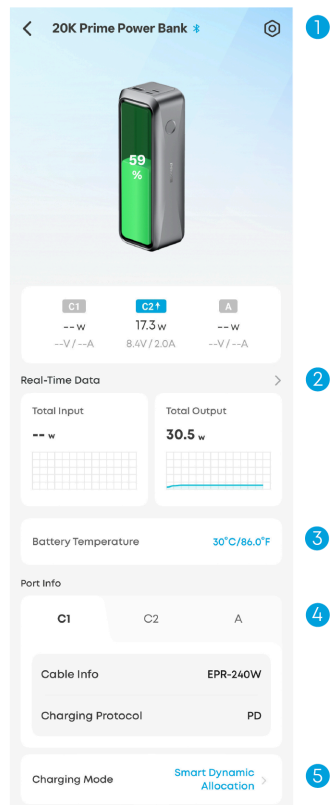 20K Prime Power Bank
1
59
%
C1 C2 A
-- w 17.3 w -- w
--V/--A 8.4V/2.0A --V/--A
Real-Time Data
2
Total Input Total Output
-- w 30.5 w
Battery Temperature 30°C/86.0°F
3
Port Info
C1 C2 A
4
Cable Info EPR-240W
Charging Protocol PD
Charging Mode Smart Dynamic
Allocation
5